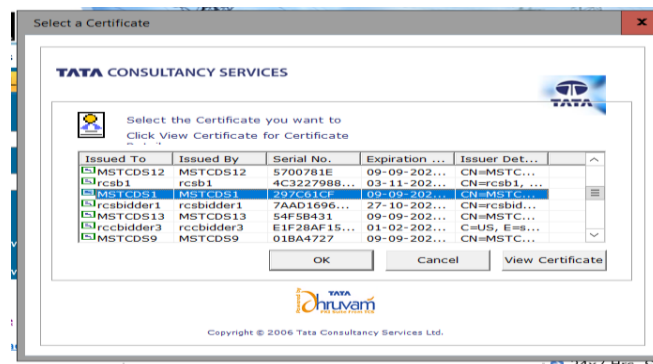 Select a Certificate
x
TATA CONSULTANCY SERVICES
TATA
Select the Certificate you want to
Click View Certificate for Certificate
Issued To Issued By Serial No. Expiration ... Issuer Det...
MSTCDS12 MSTCDS12 5700781E 09-09-202... CN=MSTC...
rcsb1 rcsb1 4C3227988... 03-11-202... CN=rcsb1, ...
MSTCDS1 MSTCDS1 297C61CF 09-09-202... CN=MSTC...
rcsbidder1 rcsbidder1 7AAD1696... 27-10-202... CN=rcsbid...
MSTCDS13 MSTCDS13 54F5B431 09-09-202... CN=MSTC...
rccbidder3 rccbidder3 E1F28AF15... 01-02-202... C=US, E=s...
MSTCDS9 MSTCDS9 01BA4727 09-09-202... CN=MSTC...
OK Cancel View Certificate
Powered by TATA
Dhruvam
Copyright © 2006 Tata Consultancy Services Ltd.
24x7 Hrs.